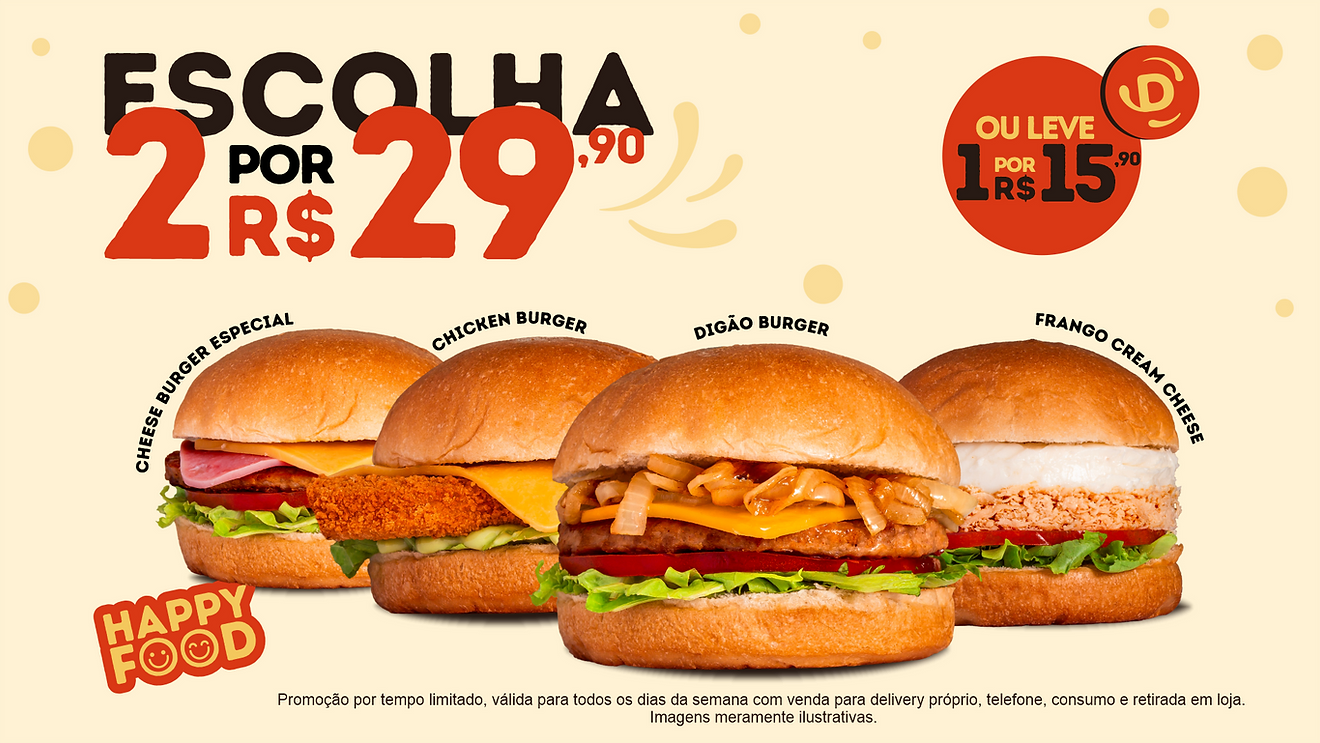 ESCOLHA
2 POR R$ 29,90
OU LEVE
1 POR R$ 15,90
D
CHEESE BURGER ESPECIAL
CHICKEN BURGER
DIGÃO BURGER
FRANGO CREAM CHEESE
HAPPY
FOOD
Promoção por tempo limitado, válida para todos os dias da semana com venda para delivery próprio, telefone, consumo e retirada em loja.
Imagens meramente ilustrativas.